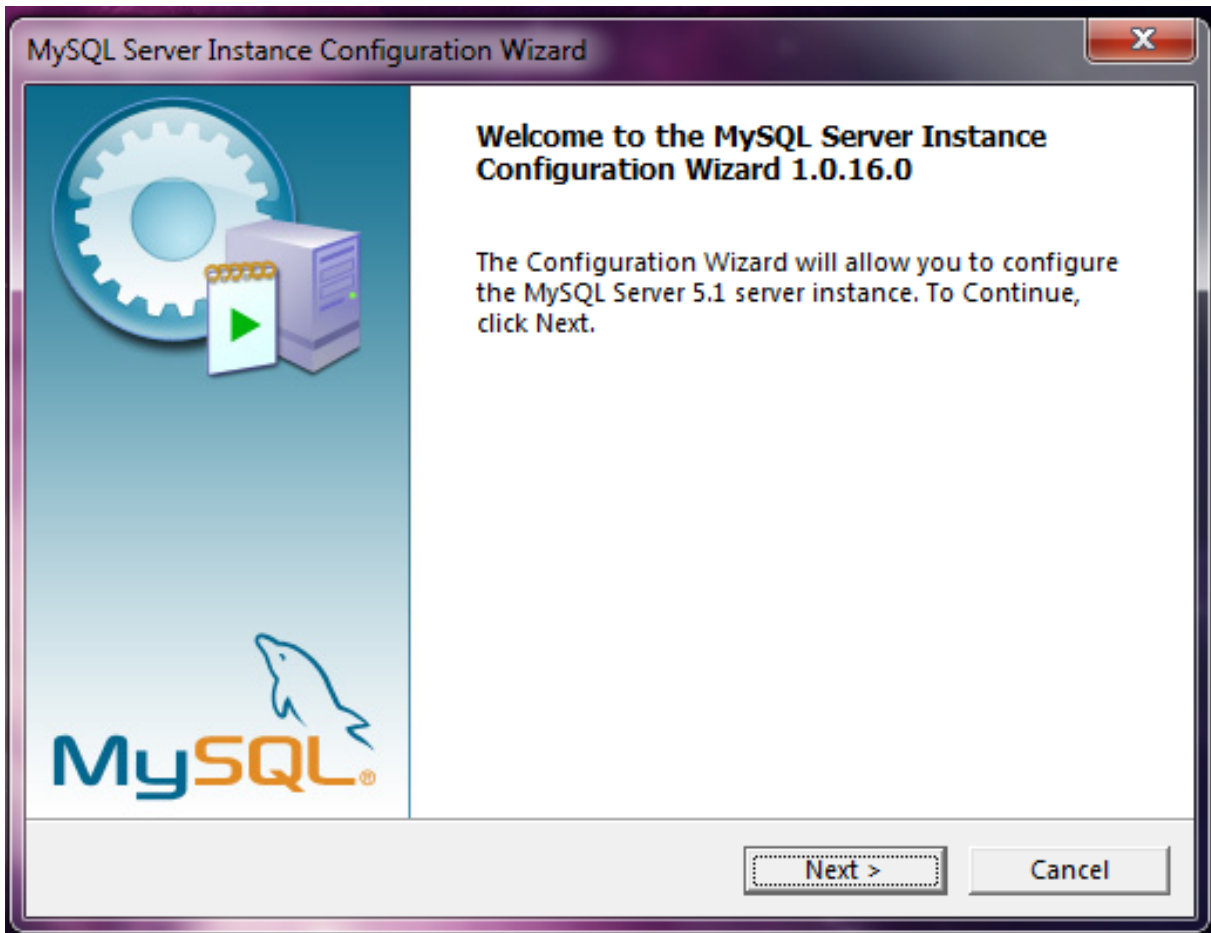 MySQL Server Instance Configuration Wizard
Welcome to the MySQL Server Instance
Configuration Wizard 1.0.16.0
The Configuration Wizard will allow you to configure
the MySQL Server 5.1 server instance. To Continue,
click Next.
MySQL®
Next >
Cancel